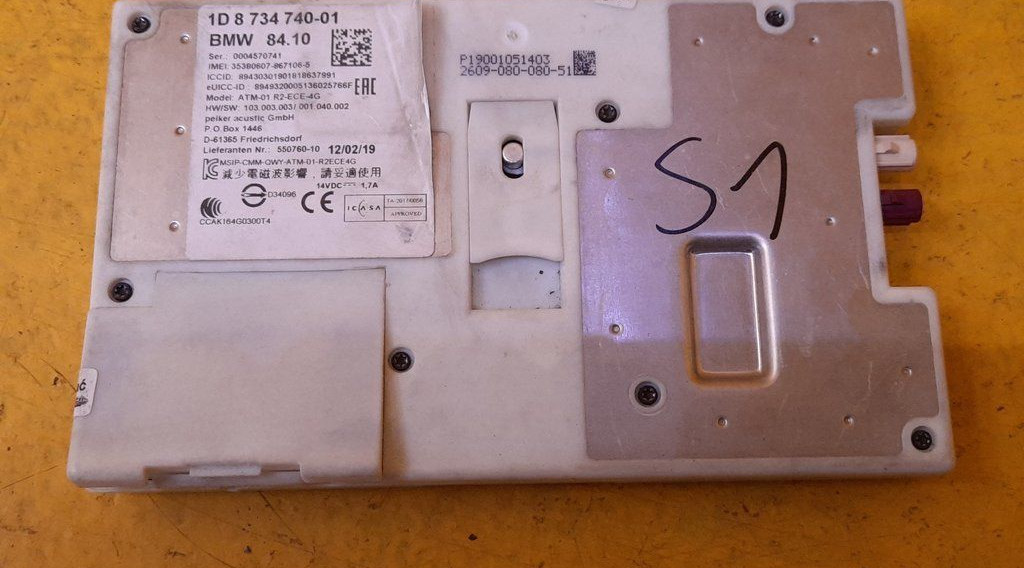 1D 8 734 740-01
BMW 84.10
Ser.: 0004570741
IMEI: 35380607-867106-5
ICCID: 89430301901818637991
eUICC-ID: 89493200051360257​66F
EAC
Model: ATM-01 R2-ECE-4G
HW/SW: 103.003.003/ 001.040.002
peiker acustic GmbH
P.O.Box 1446
D-61365 Friedrichsdorf
Lieferanten Nr.: 550760-10 12/02/19
MSIP-CMM-OWY-ATM-01-R2ECE4G
減少電磁波影響，請妥適使用
14VDC 1,7A
D34096
CE
ICASA
APPROVED
CCAK164G0300T4
P19001051403
2609-080-080-51
S1